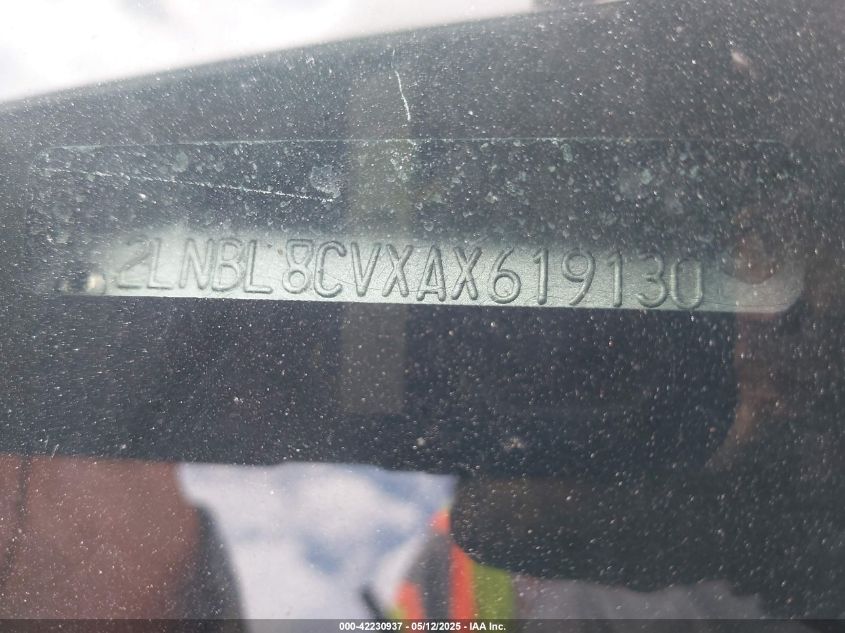 2LNBL8CVXAX619130
000-42230937 - 05/12/2025 - IAA Inc.